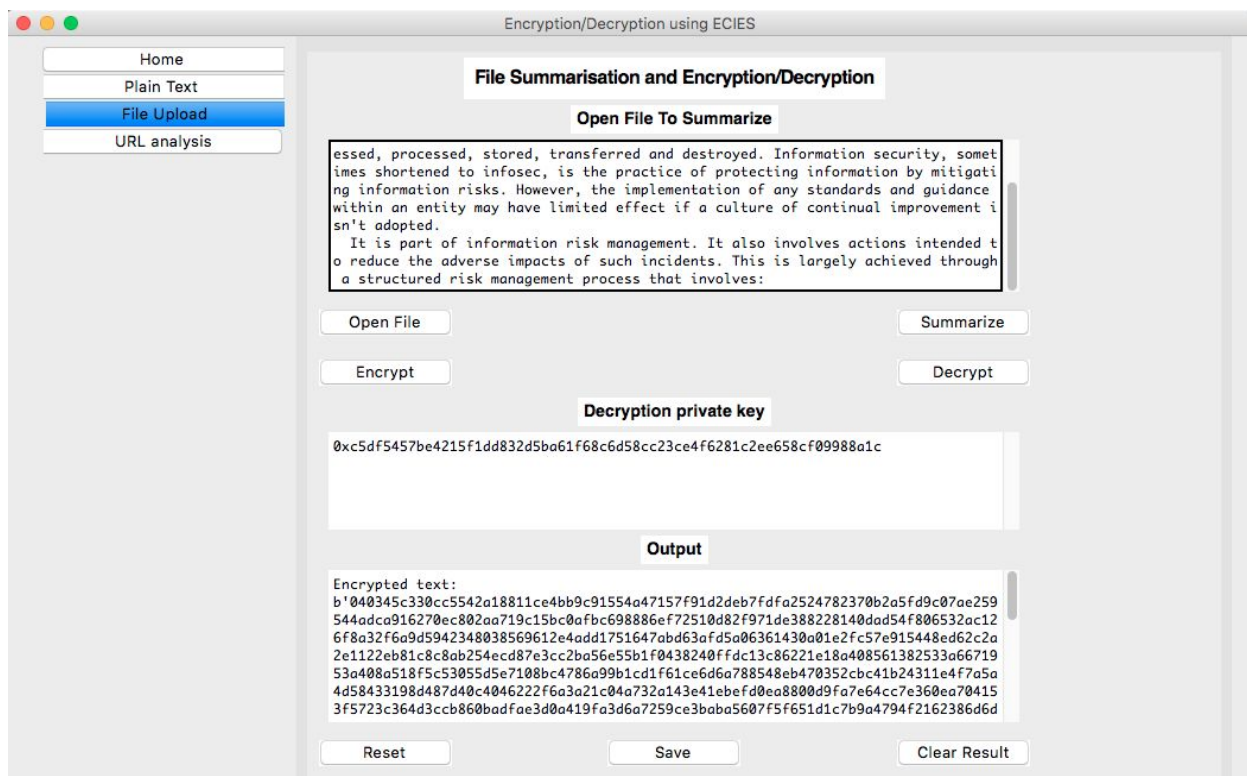 Encryption/Decryption using ECIES
Home
Plain Text
File Upload
URL analysis
File Summarisation and Encryption/Decryption
Open File To Summarize
essed, processed, stored, transferred and destroyed. Information security, somet
imes shortened to infosec, is the practice of protecting information by mitigati
ng information risks. However, the implementation of any standards and guidance
within an entity may have limited effect if a culture of continual improvement i
sn't adopted.
It is part of information risk management. It also involves actions intended t
o reduce the adverse impacts of such incidents. This is largely achieved through
a structured risk management process that involves:
Open File
Summarize
Encrypt
Decrypt
Decryption private key
0xc5df5457be4215f1dd832d5ba61f68c6d58cc23ce4f6281c2ee658cf09988a1c
Output
Encrypted text:
b'040345c330cc5542a18811ce4bb9c91554a47157f91d2deb7fdfa2524782370b2a5fd9c07ae259
544adca916270ec802aa719c15bc0afbc698886ef72510d82f971de388228140dad54f806532ac12
6f8a32f6a9d5942348038569612e4add1751647abd63afd5a06361430a01e2fc57e915448ed62c2a
2e1122eb81c8c8ab254ecd87e3cc2ba56e55b1f0438240ffdc13c86221e18a408561382533a66719
53a408a518f5c53055d5e7108bc4786a99b1cd1f61ce6d6a788548eb470352cbc41b24311e4f7a5a
4d58433198d487d40c4046222f6a3a21c04a732a143e41ebefd0ea8800d9fa7e64cc7e360ea70415
3f5723c364d3ccb860badfae3d0a419fa3d6a7259ce3baba5607f5f651d1c7b9a4794f2162386d6d
Reset
Save
Clear Result